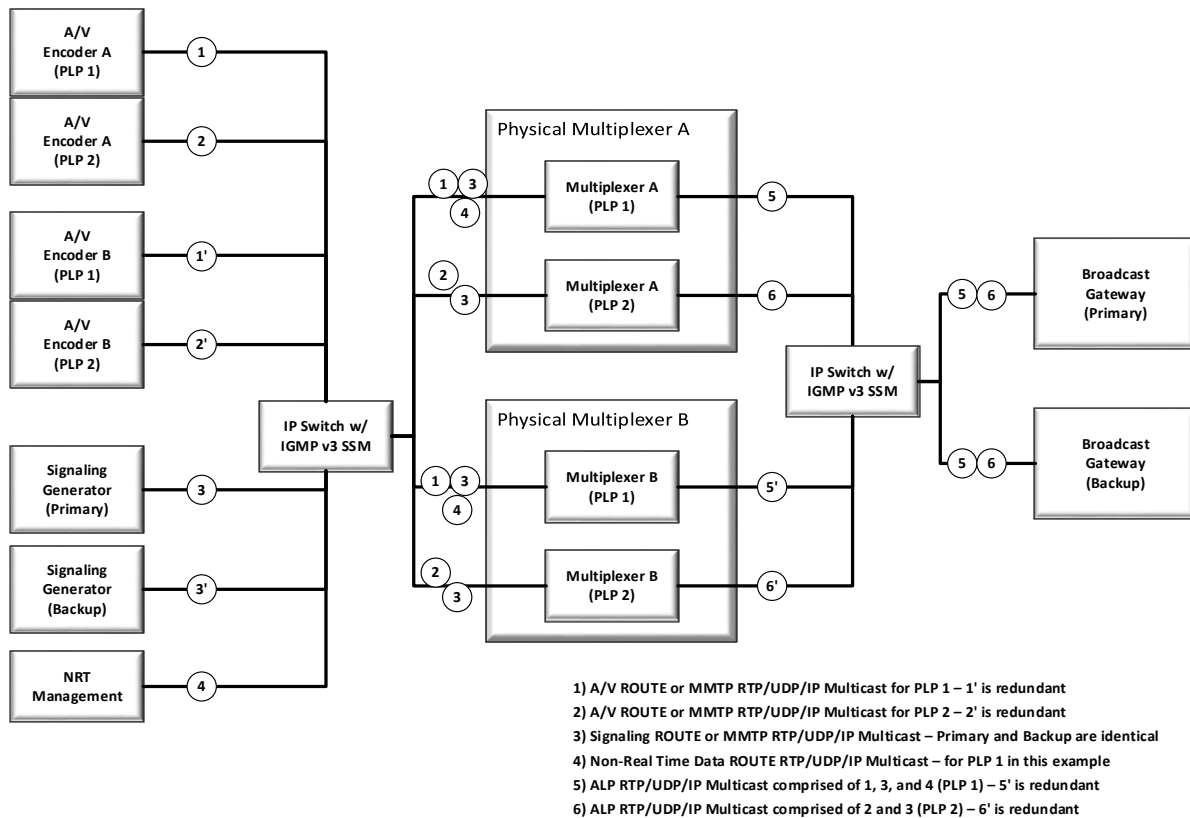 A/V
Encoder A
(PLP 1)
1
A/V
Encoder A
(PLP 2)
2
A/V
Encoder B
(PLP 1)
1'
A/V
Encoder B
(PLP 2)
2'
IP Switch w/
IGMP v3 SSM
Signaling
Generator
(Primary)
3
Signaling
Generator
(Backup)
3'
NRT
Management
4
Physical Multiplexer A
1 3
4
Multiplexer A
(PLP 1)
5
2
3
Multiplexer A
(PLP 2)
6
Physical Multiplexer B
1 3
4
Multiplexer B
(PLP 1)
5'
2
3
Multiplexer B
(PLP 2)
6'
IP Switch w/
IGMP v3 SSM
5 6
Broadcast
Gateway
(Primary)
5 6
Broadcast
Gateway
(Backup)
1) A/V ROUTE or MMTP RTP/UDP/IP Multicast for PLP 1 – 1' is redundant
2) A/V ROUTE or MMTP RTP/UDP/IP Multicast for PLP 2 – 2' is redundant
3) Signaling ROUTE or MMTP RTP/UDP/IP Multicast – Primary and Backup are identical
4) Non-Real Time Data ROUTE RTP/UDP/IP Multicast – for PLP 1 in this example
5) ALP RTP/UDP/IP Multicast comprised of 1, 3, and 4 (PLP 1) – 5' is redundant
6) ALP RTP/UDP/IP Multicast comprised of 2 and 3 (PLP 2) – 6' is redundant